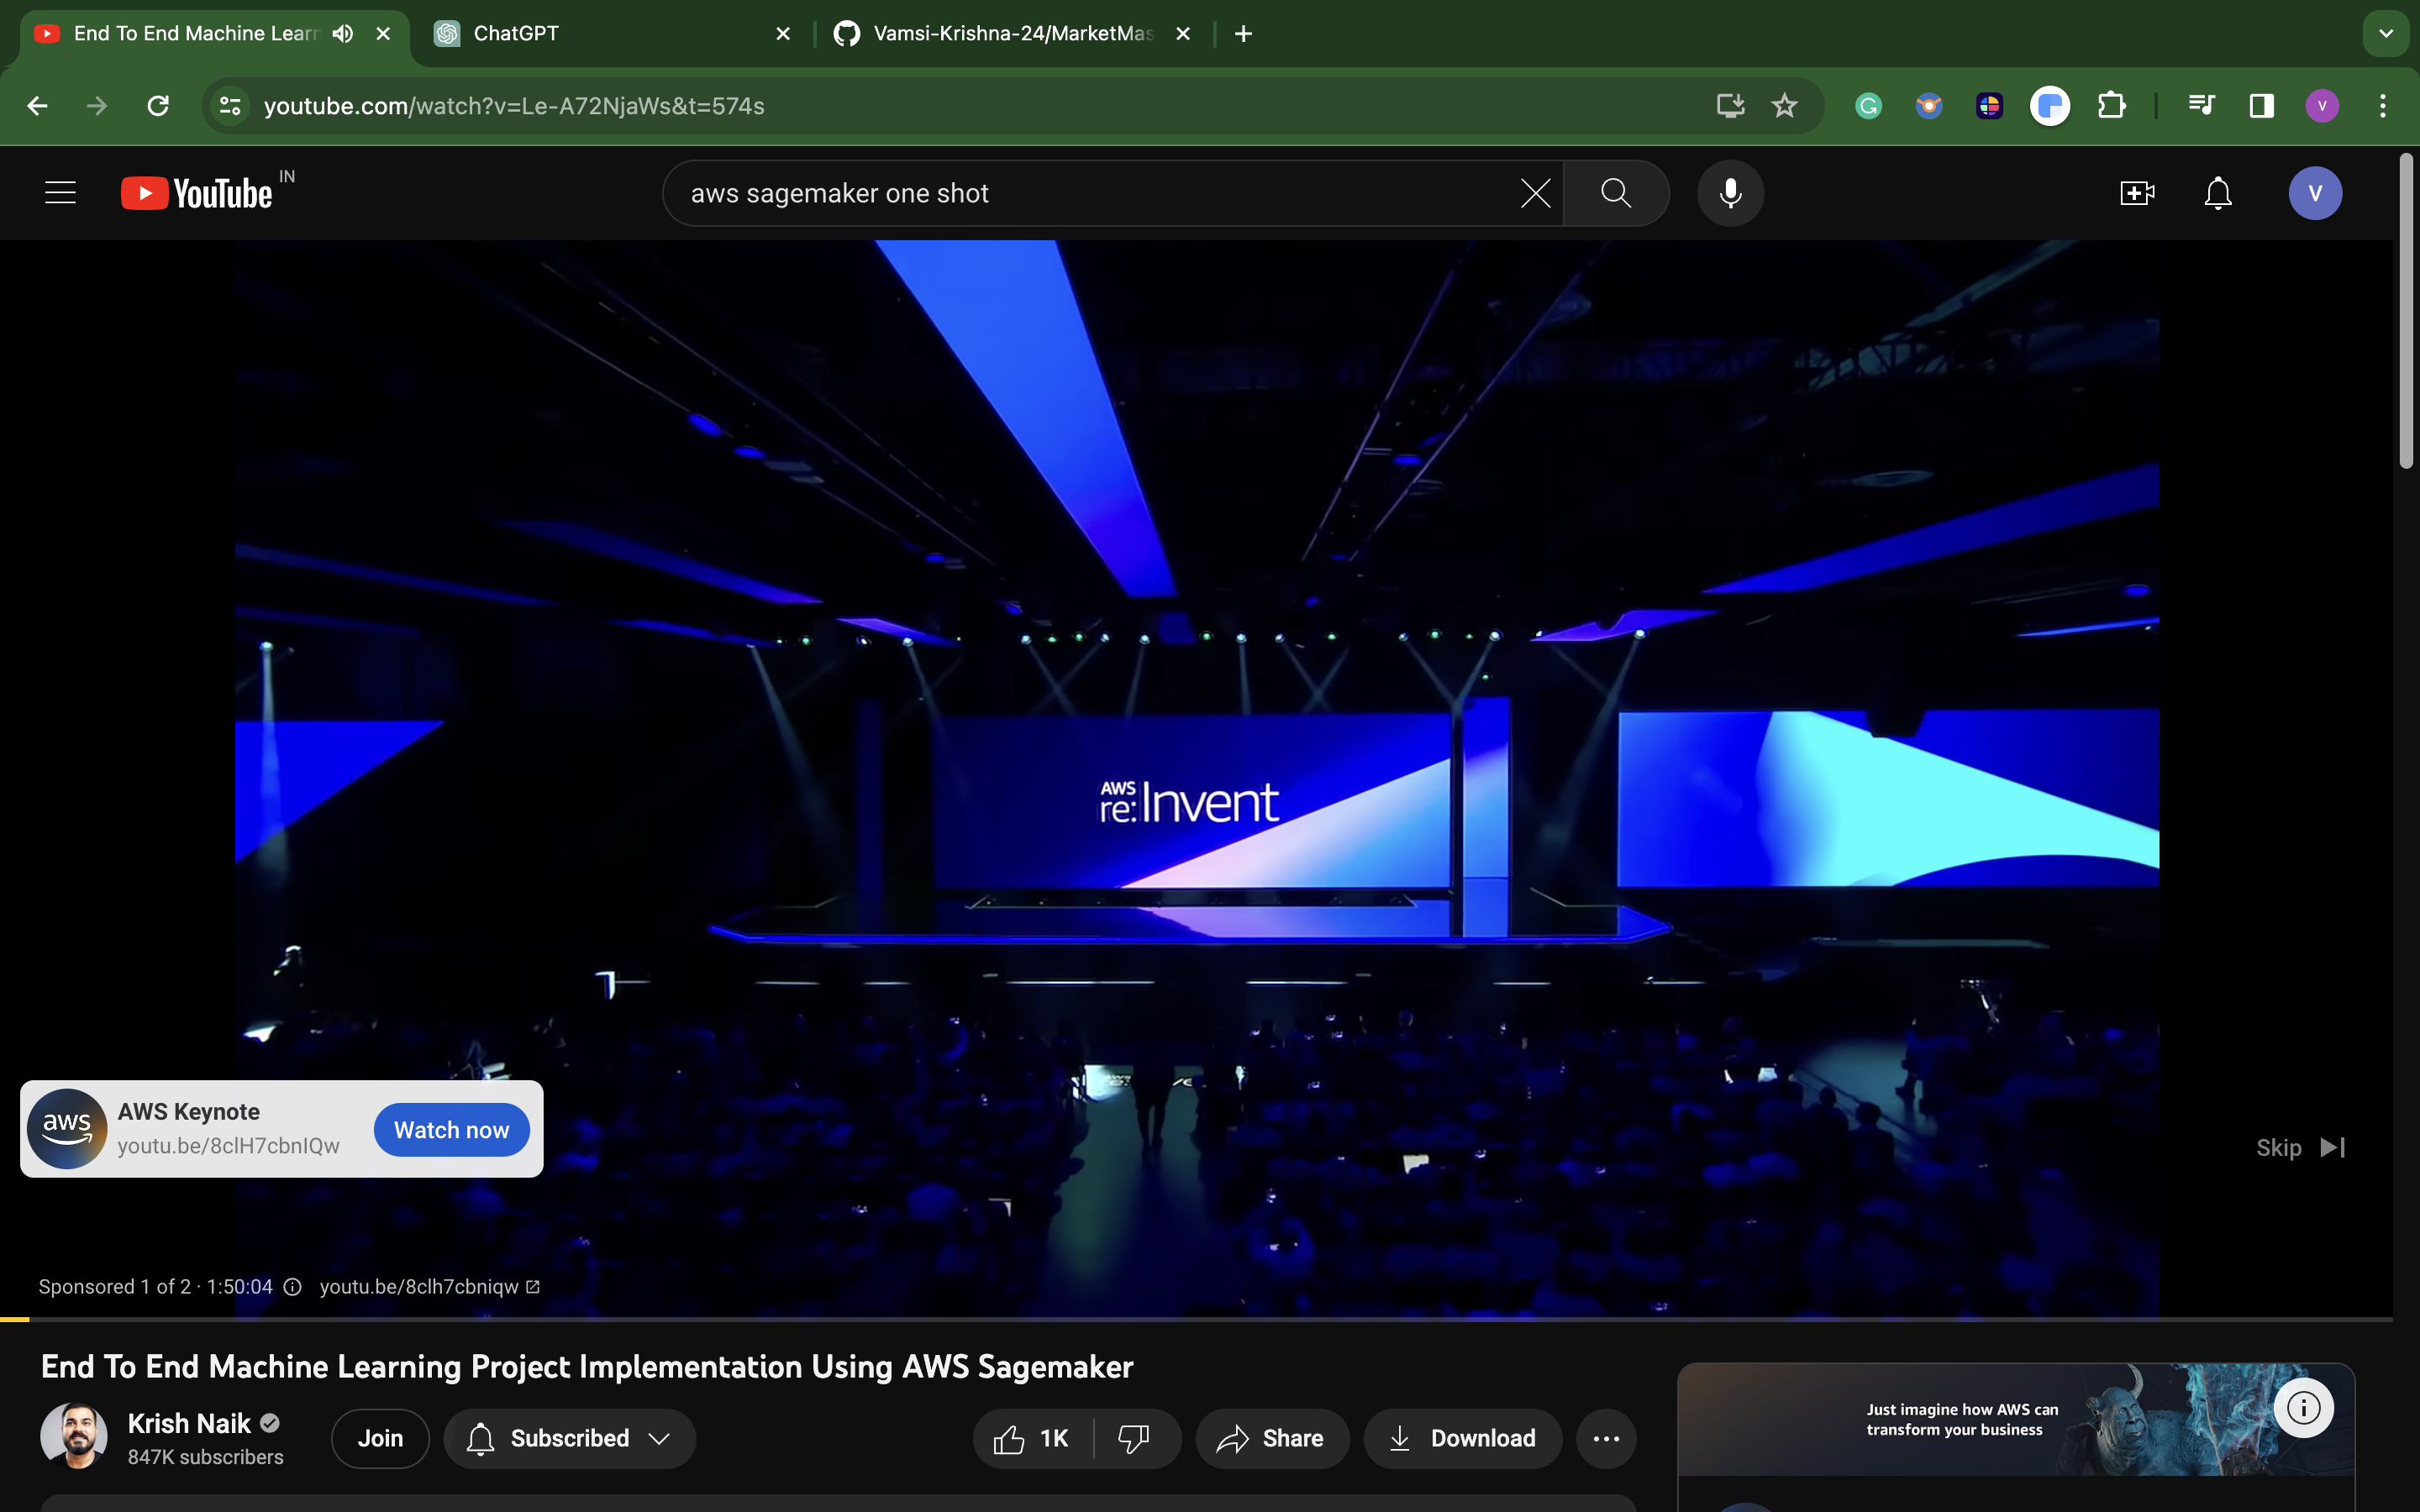 End To End Machine Learn
ChatGPT
Vamsi-Krishna-24/MarketMas
youtube.com/watch?v=Le-A72NjaWs&t=574s
V
YouTube IN
aws sagemaker one shot
V
AWS
re:Invent
aws
AWS Keynote
youtu.be/8clH7cbnIQw
Watch now
Skip
Sponsored 1 of 2 · 1:50:04
youtu.be/8clh7cbniqw
End To End Machine Learning Project Implementation Using AWS Sagemaker
Krish Naik
847K subscribers
Join
Subscribed
1K
Share
Download
Just imagine how AWS can
transform your business